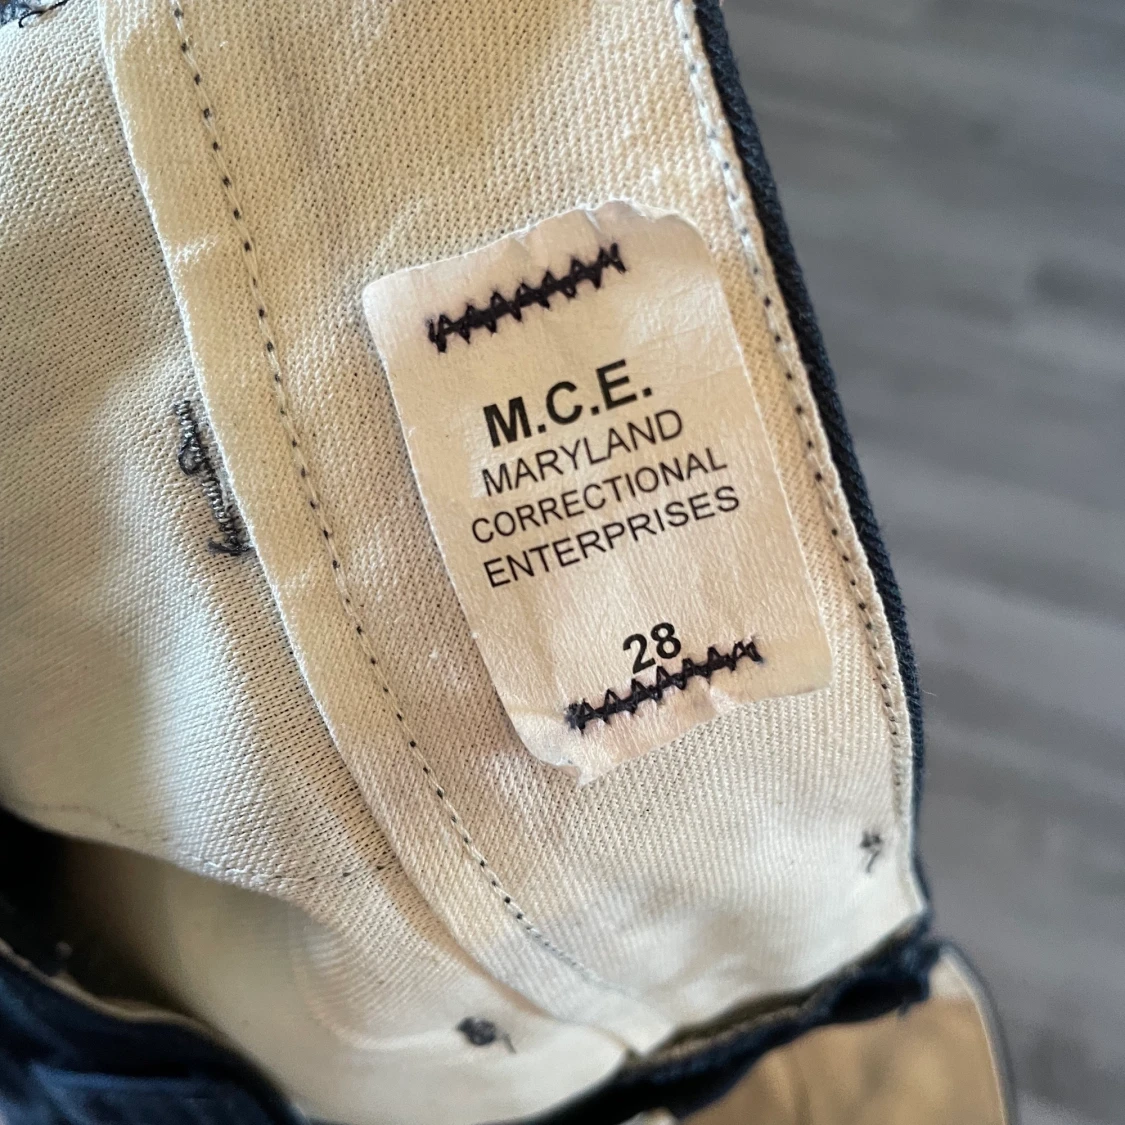 M.C.E.
MARYLAND
CORRECTIONAL
ENTERPRISES
28